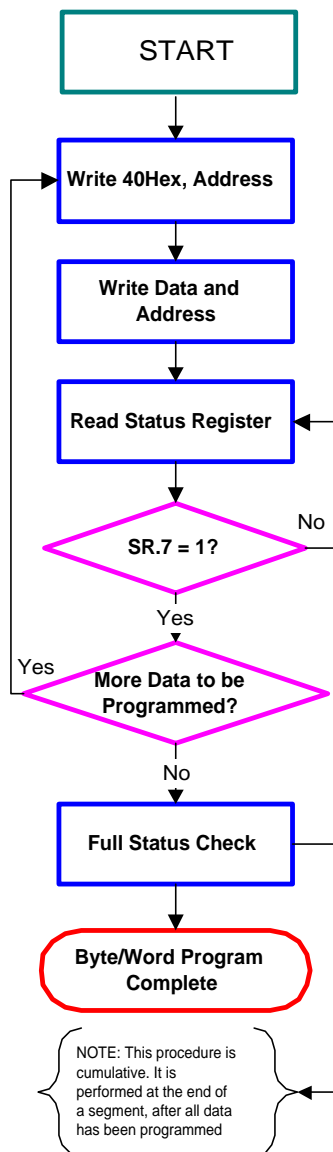 START
Write 40Hex, Address
Write Data and
Address
Read Status Register
No
SR.7 = 1?
Yes
Yes
More Data to be
Programmed?
No
Full Status Check
Byte/Word Program
Complete
NOTE: This procedure is
cumulative. It is
performed at the end of
a segment, after all data
has been programmed